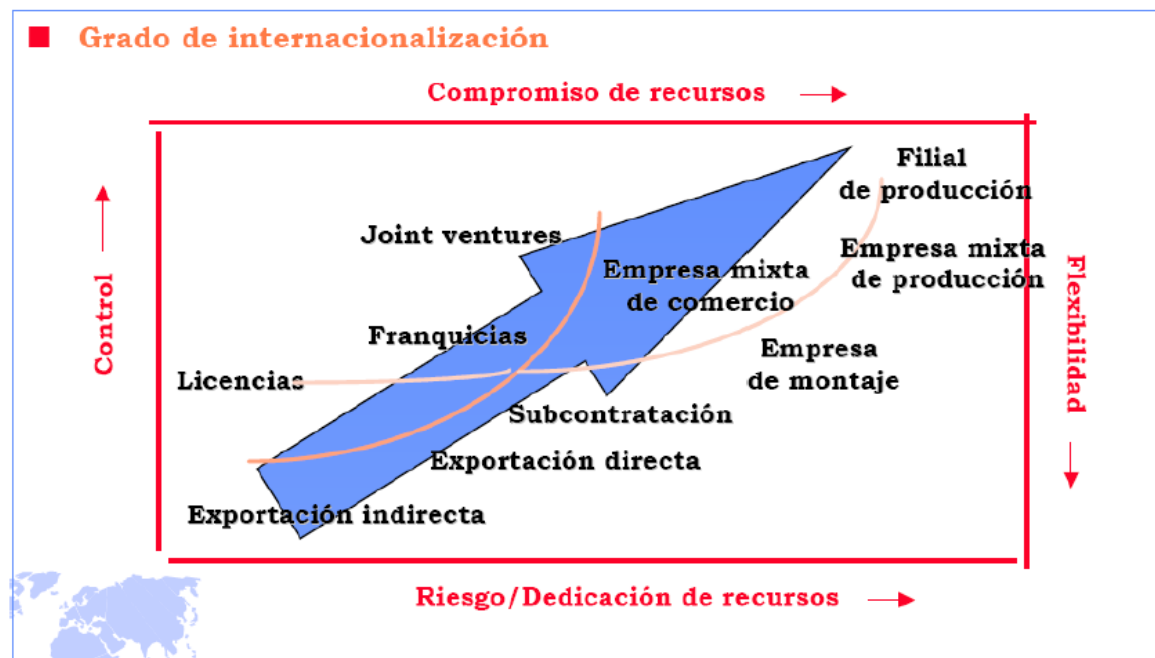 Grado de internacionalización
Compromiso de recursos
Filial
de producción
Joint ventures
Empresa mixta
de producción
Empresa mixta
de comercio
Control
Flexibilidad
Franquicias
Empresa
de montaje
Licencias
Subcontratación
Exportación directa
Exportación indirecta
Riesgo/Dedicación de recursos